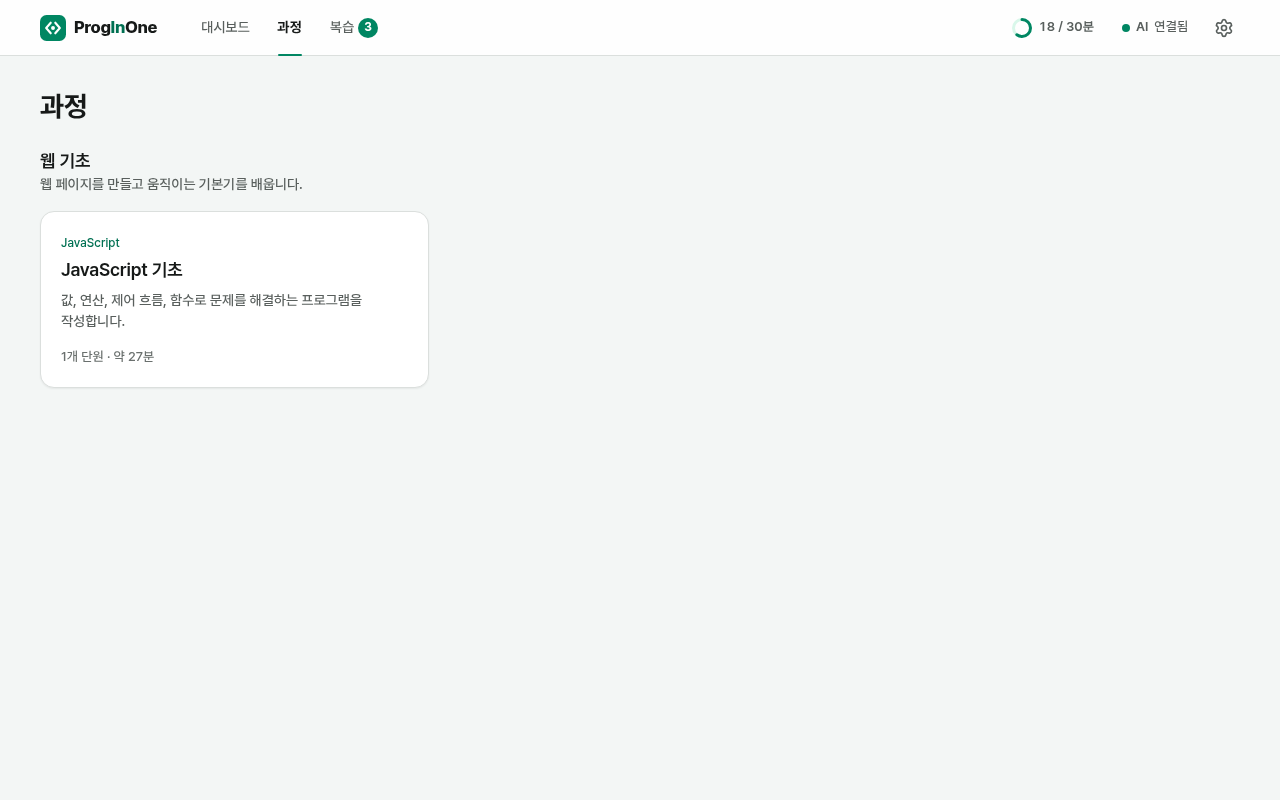 ProgInOne
대시보드
과정
복습 3
18 / 30분
AI 연결됨
과정
웹 기초
웹 페이지를 만들고 움직이는 기본기를 배웁니다.
JavaScript
JavaScript 기초
값, 연산, 제어 흐름, 함수로 문제를 해결하는 프로그램을
작성합니다.
1개 단원 · 약 27분